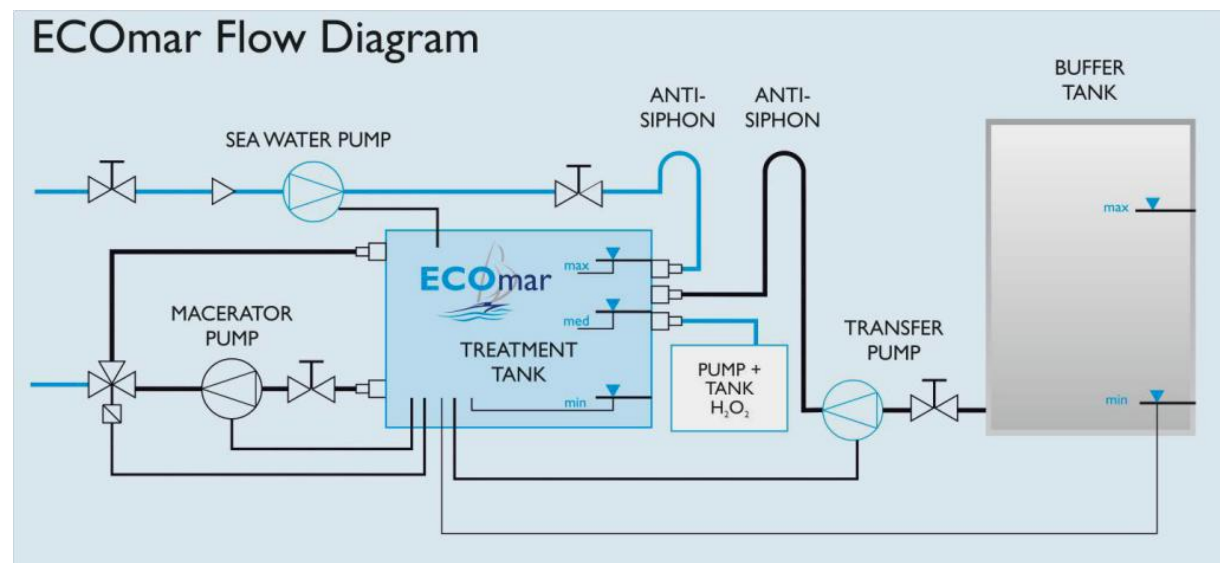 ECOmar Flow Diagram
BUFFER
TANK
ANTI-
SIPHON
ANTI-
SIPHON
SEA WATER PUMP
max
ECOmar
max
MACERATOR
PUMP
med
TREATMENT
TANK
TRANSFER
PUMP
PUMP +
TANK
H₂O₂
min
min